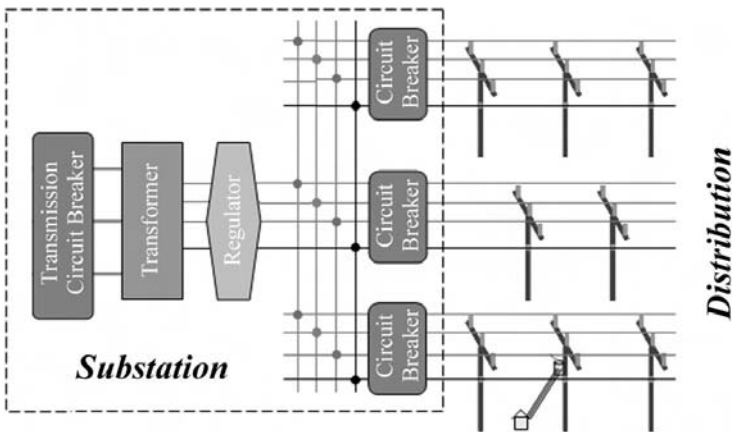 Transmission
Circuit Breaker
Transformer
Regulator
Circuit
Breaker
Circuit
Breaker
Circuit
Breaker
Substation
Distribution